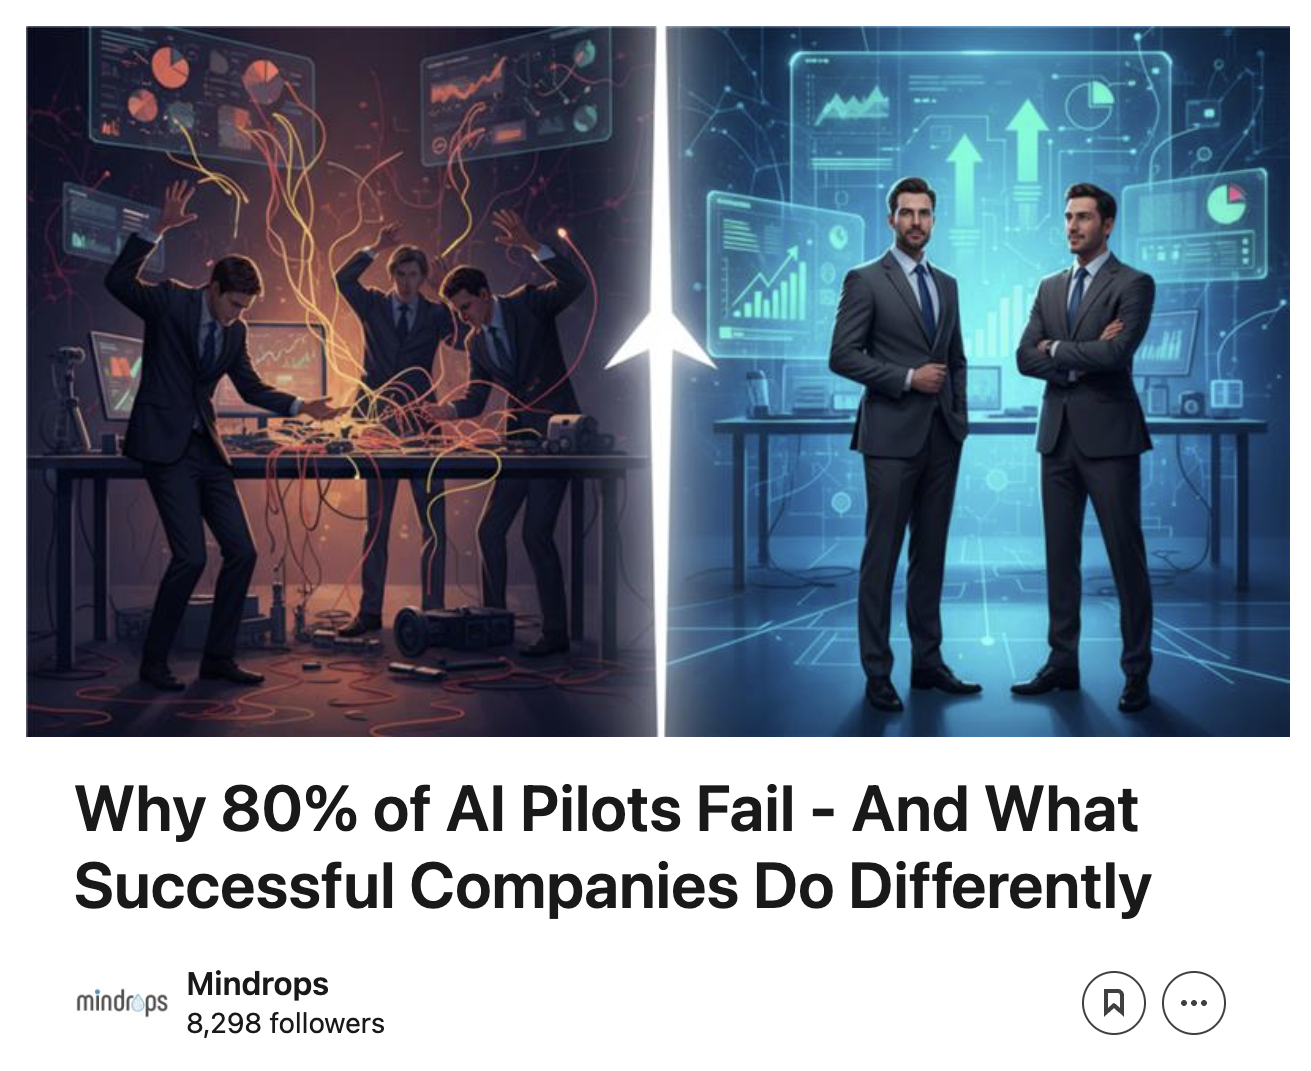 Why 80% of AI Pilots Fail - And What
Successful Companies Do Differently
mindrops
Mindrops
8,298 followers